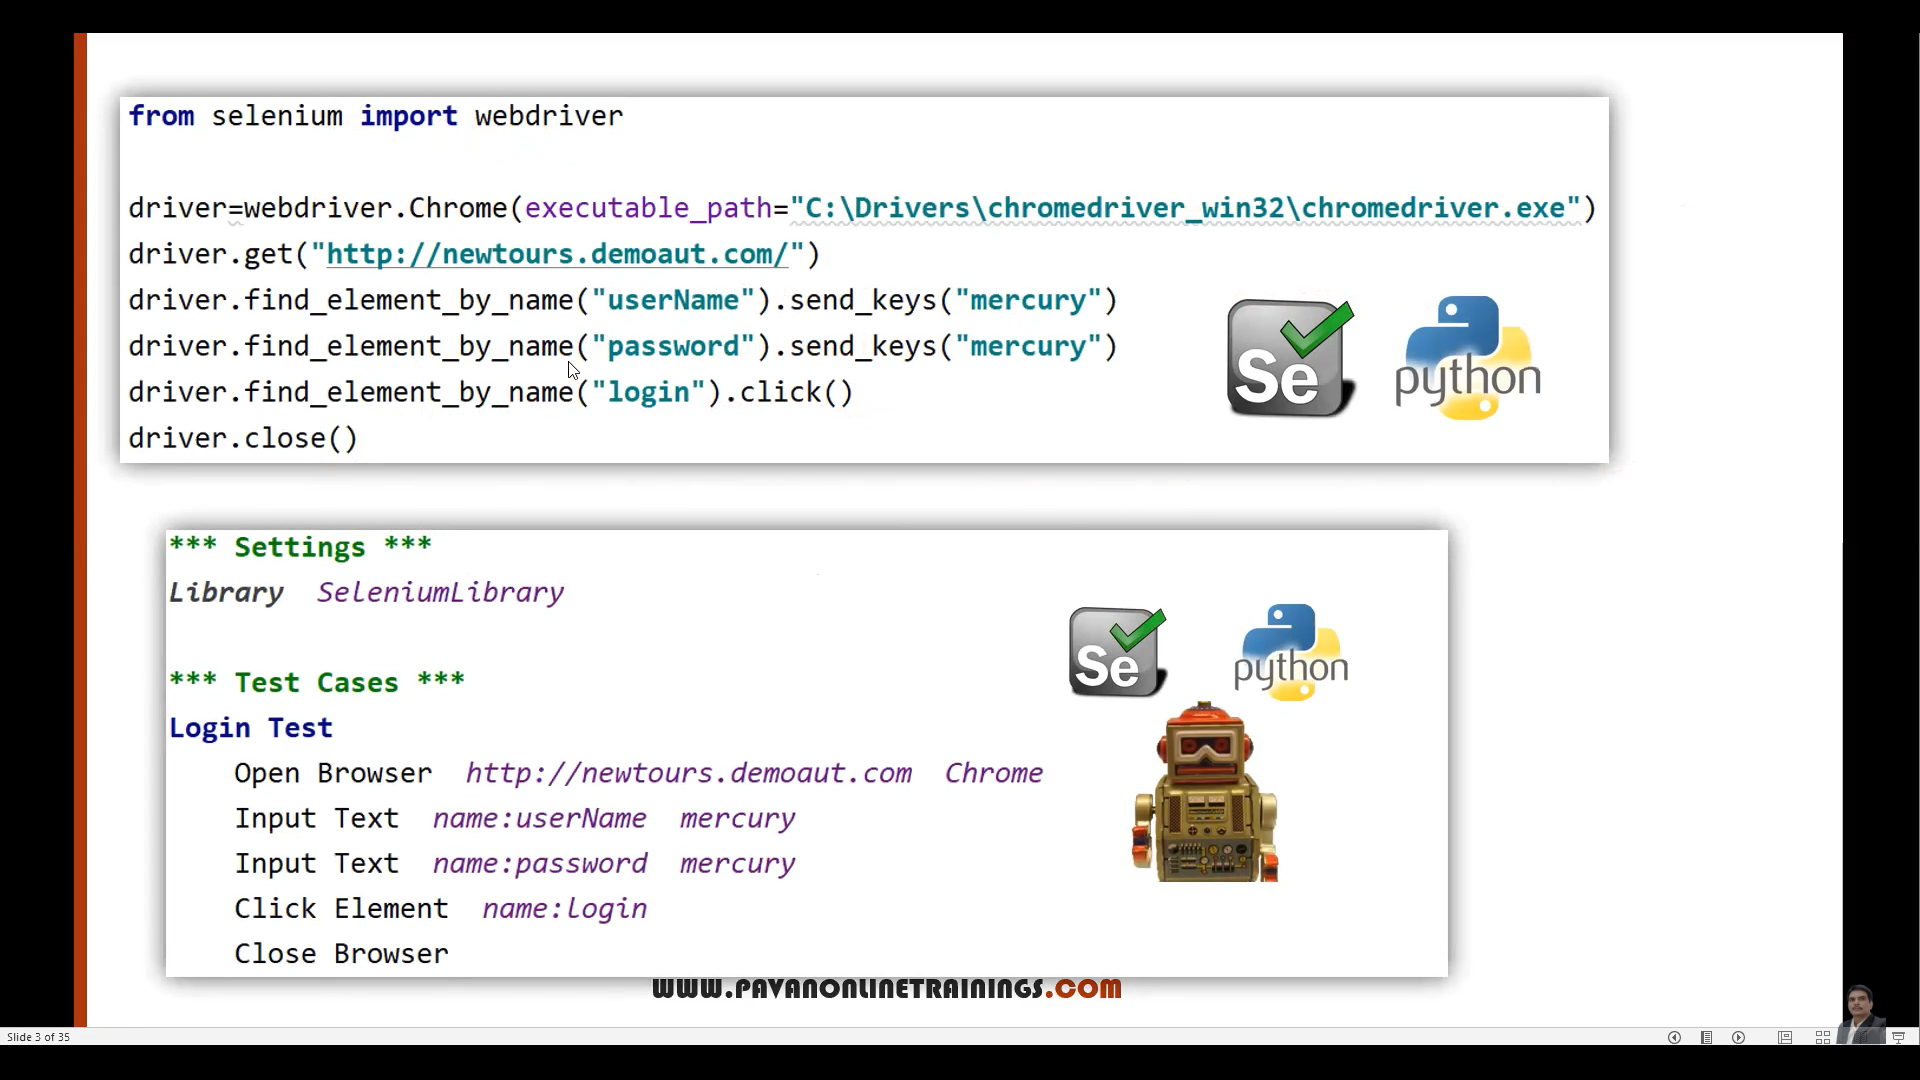 from selenium import webdriver
driver=webdriver.Chrome(executable_path="C:\Drivers\chromedriver_win32\chromedriver.exe")
driver.get("http://newtours.demoaut.com/")
driver.find_element_by_name("userName").send_keys("mercury")
driver.find_element_by_name("password").send_keys("mercury")
driver.find_element_by_name("login").click()
driver.close()
Se
python
*** Settings ***
Library  SeleniumLibrary
*** Test Cases ***
Login Test
Open Browser  http://newtours.demoaut.com  Chrome
Input Text  name:userName  mercury
Input Text  name:password  mercury
Click Element  name:login
Close Browser
Se
python
WWW.PAVANONLINETRAININGS.COM
Slide 3 of 35